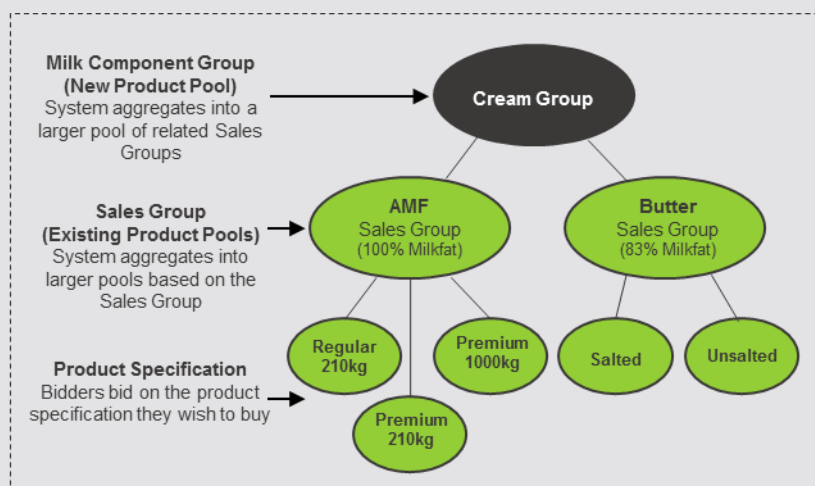 Milk Component Group
(New Product Pool)
System aggregates into a
larger pool of related Sales
Groups
Cream Group
Sales Group
(Existing Product Pools)
System aggregates into
larger pools based on the
Sales Group
AMF
Sales Group
(100% Milkfat)
Butter
Sales Group
(83% Milkfat)
Product Specification
Bidders bid on the product
specification they wish to buy
Regular
210kg
Premium
210kg
Premium
1000kg
Salted
Unsalted